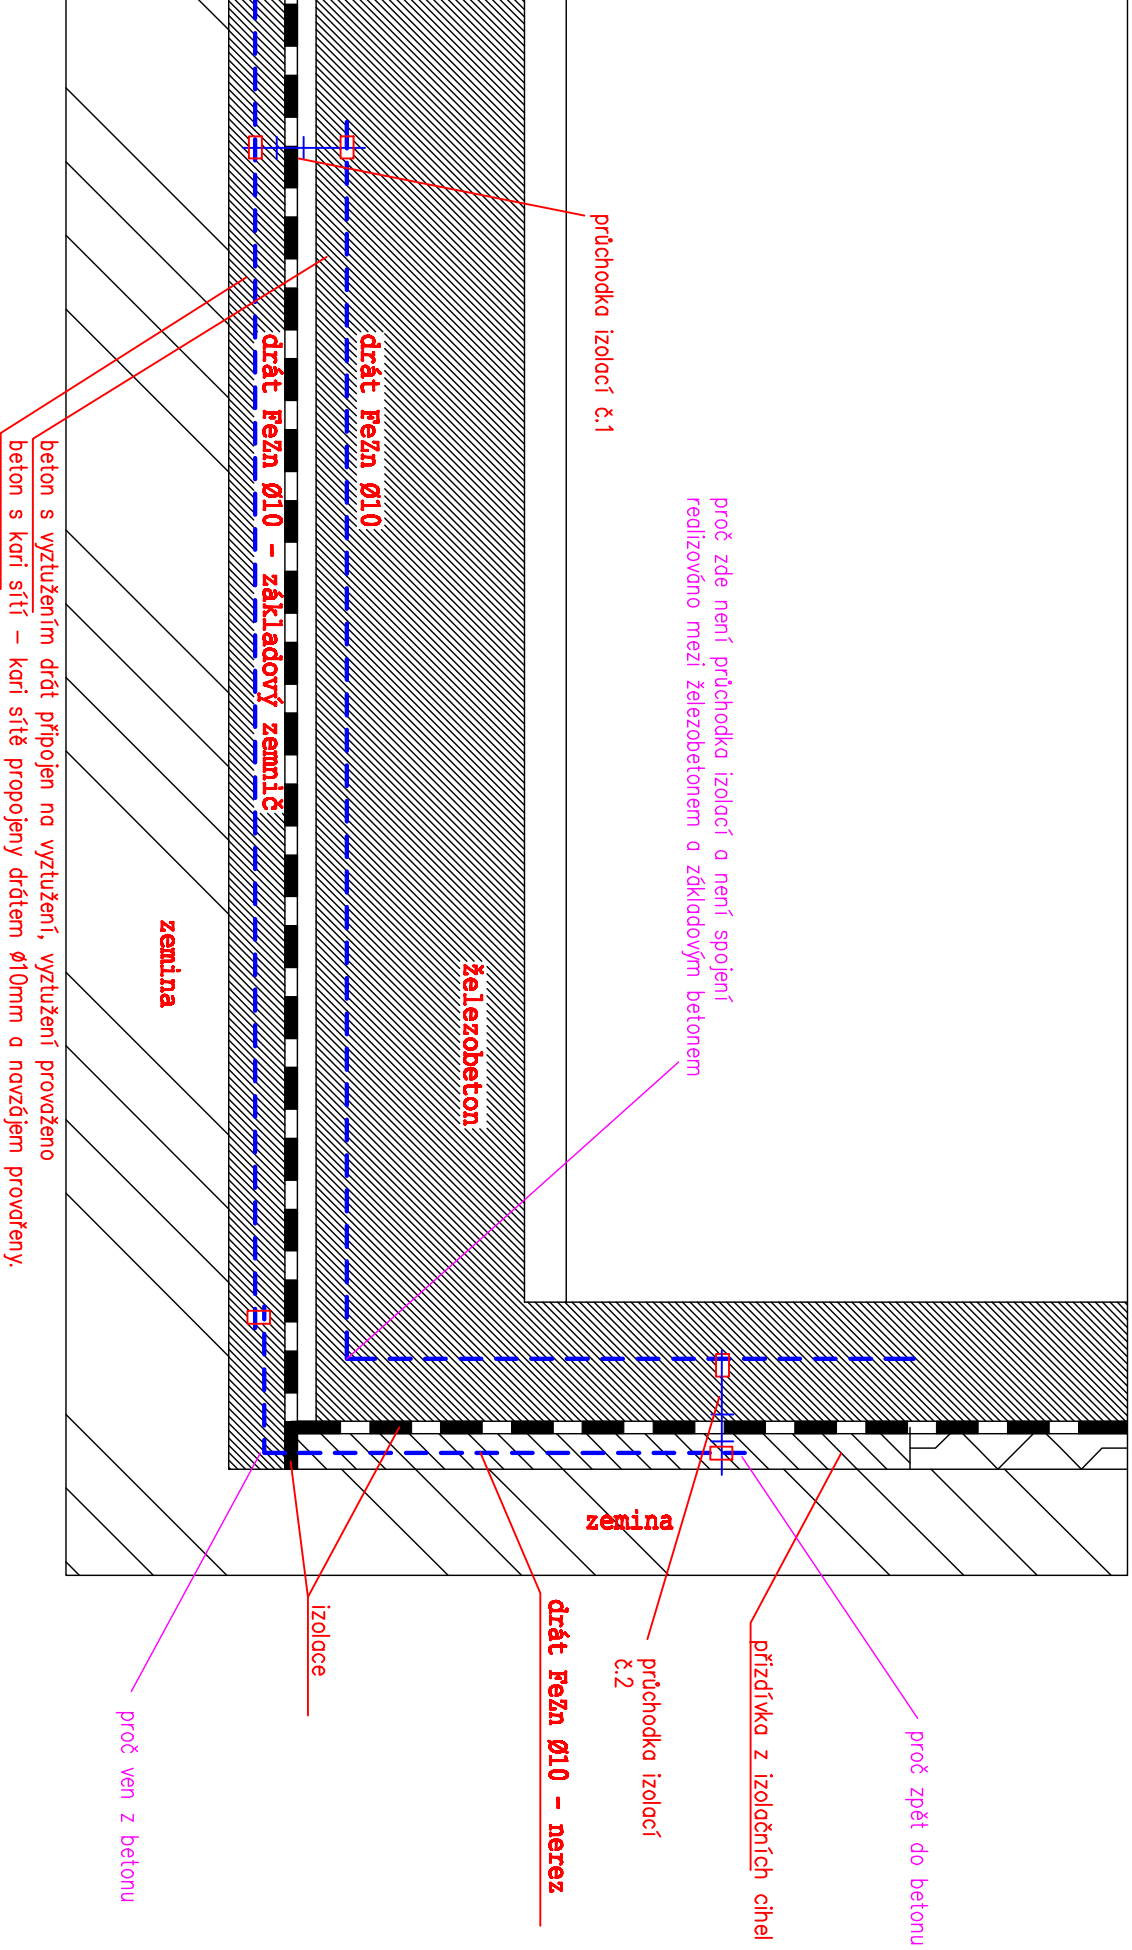 průchodka izolací č.1
proč zde není průchodka izolací a není spojení
realizováno mezi železobetonem a základovým betonem
drát FeZn Ø10
drát FeZn Ø10 - základový zemnič
železobeton
zemina
beton s vyztužením drát připojen na vyztužení, vyztužení provaženo
beton s kari sítí – kari sítě propojeny drátem ø10mm a navzájem provařeny.
zemina
proč zpět do betonu
přizdívka z izolačních cihel
průchodka izolací
č.2
drát FeZn Ø10 - nerez
izolace
proč ven z betonu